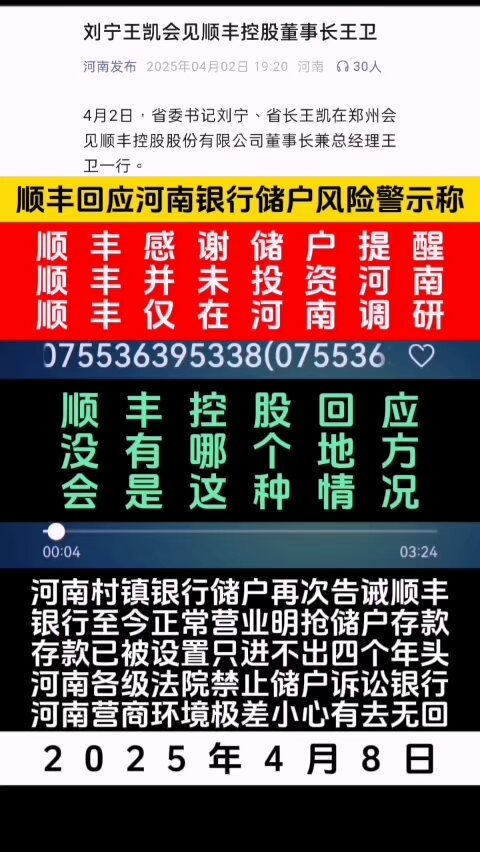 刘宁王凯会见顺丰控股董事长王卫
河南发布 2025年04月02日 19:20 河南 30人
4月2日，省委书记刘宁、省长王凯在郑州会
见顺丰控股股份有限公司董事长兼总经理王
卫一行。
顺丰回应河南银行储户风险警示称
顺丰感谢储户提醒
顺丰并未投资河南
顺丰仅在河南调研
075536395338(075536
顺丰控股回应
没有哪个地方
会是这种情况
00:04 03:24
河南村镇银行储户再次告诫顺丰
银行至今正常营业明抢储户存款
存款已被设置只进不出四个年头
河南各级法院禁止储户诉讼银行
河南营商环境极差小心有去无回
2025年4月8日